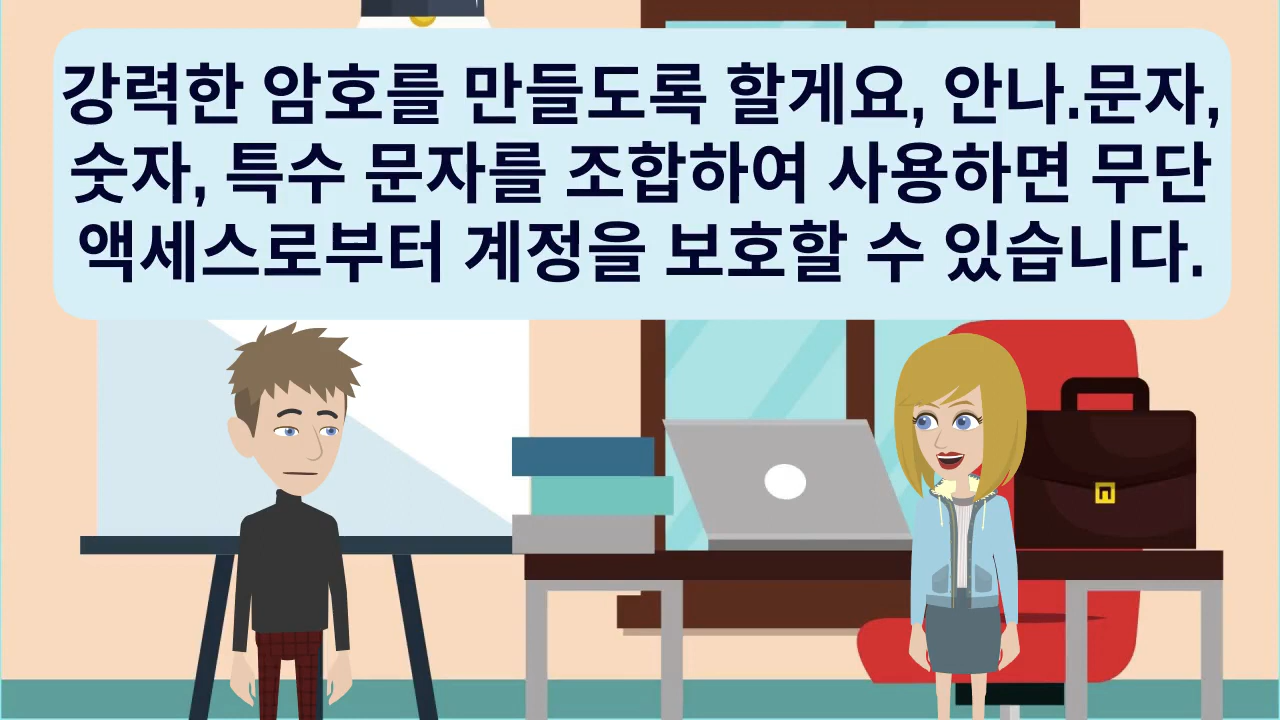 강력한 암호를 만들도록 할게요, 안나.문자,
숫자, 특수 문자를 조합하여 사용하면 무단
액세스로부터 계정을 보호할 수 있습니다.